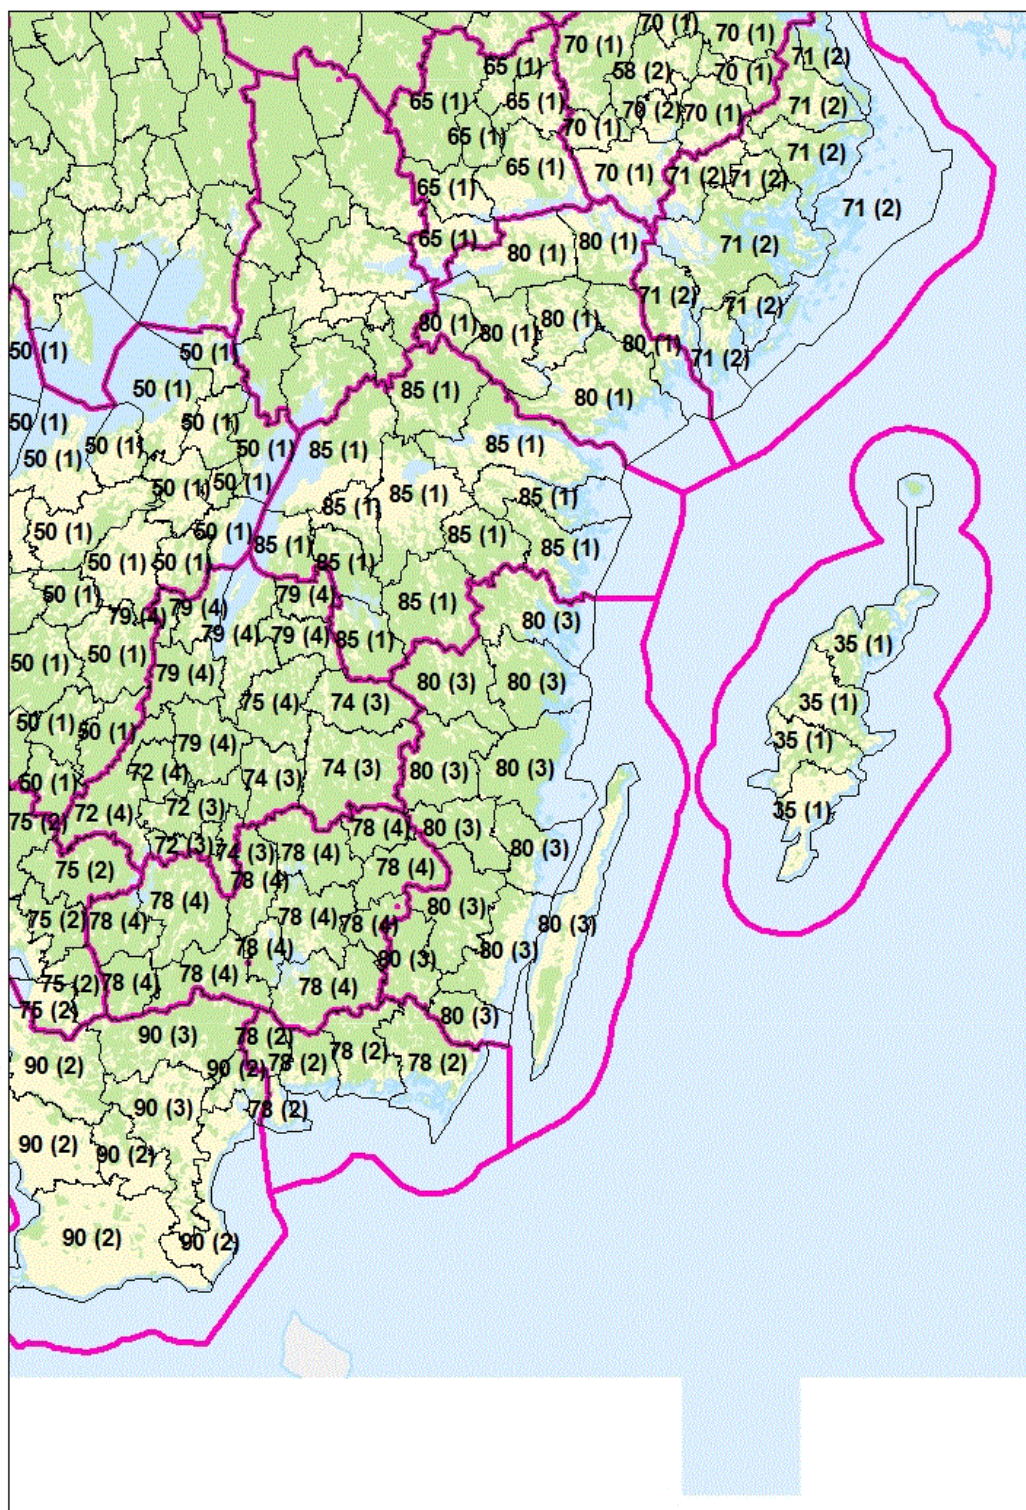 70 (1)
70 (1) 70 (1) 71 (2)
65 (1) 58 (2) 70 (1)
65 (1) 65 (1) 70 (2) 70 (1) 71 (2)
65 (1) 70 (1)
65 (1) 70 (1) 71 (2) 71 (2) 71 (2)
65 (1) 71 (2)
65 (1) 80 (1) 80 (1) 71 (2)
71 (2) 71 (2)
80 (1) 80 (1) 80 (1)
50 (1) 50 (1) 80 (1) 71 (2)
50 (1) 85 (1) 80 (1)
50 (1) 50 (1)
50 (1) 50 (1) 50 (1) 85 (1) 85 (1)
50 (1) 50 (1) 85 (1) 85 (1) 85 (1)
50 (1) 50 (1) 85 (1) 85 (1) 85 (1)
50 (1) 50 (1) 85 (1)
50 (1) 79 (4) 79 (4) 79 (4) 85 (1) 80 (3)
50 (1) 50 (1) 79 (4) 79 (4) 85 (1) 35 (1)
79 (4) 80 (3) 80 (3)
75 (4) 74 (3) 35 (1)
50 (1) 50 (1) 79 (4) 35 (1)
50 (1) 72 (4) 74 (3) 74 (3) 80 (3) 80 (3)
75 (2) 72 (4) 72 (3) 78 (4) 80 (3) 35 (1)
72 (3) 74 (3) 78 (4) 80 (3)
75 (2) 78 (4) 78 (4)
78 (4) 80 (3)
75 (2) 78 (4) 78 (4) 78 (4) 80 (3)
78 (4) 80 (3) 80 (3)
75 (2) 78 (4) 78 (4) 78 (4)
75 (2) 80 (3)
90 (3) 78 (2) 78 (2)
90 (2) 90 (2) 78 (2) 78 (2)
90 (3) 78 (2)
90 (2) 90 (2)
90 (2) 90 (2)